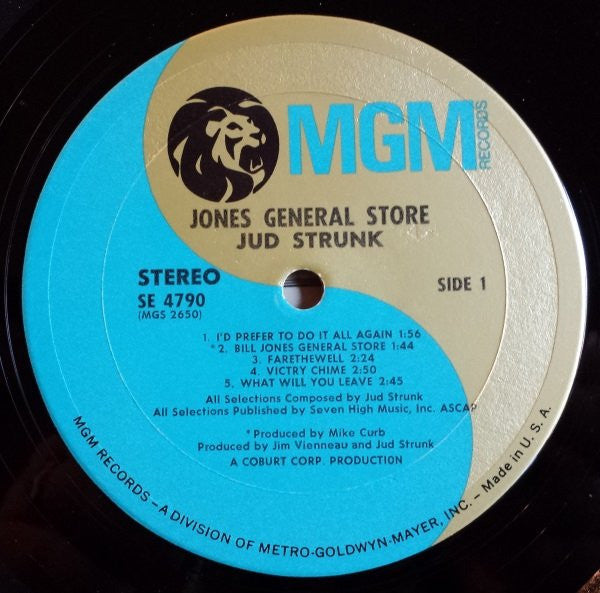 MGM RECORDS
JONES GENERAL STORE
JUD STRUNK
STEREO
SE 4790
(MGS 2650)
SIDE 1
1. I'D PREFER TO DO IT ALL AGAIN 1:56
*2. BILL JONES GENERAL STORE 1:44
3. FARETHEWELL 2:24
4. VICTRY CHIME 2:50
5. WHAT WILL YOU LEAVE 2:45
All Selections Composed by Jud Strunk
All Selections Published by Seven High Music, Inc. ASCAP
* Produced by Mike Curb
Produced by Jim Vienneau and Jud Strunk
A COBURT CORP. PRODUCTION
MGM RECORDS – A DIVISION OF METRO-GOLDWYN-MAYER, INC. – Made in U. S. A.